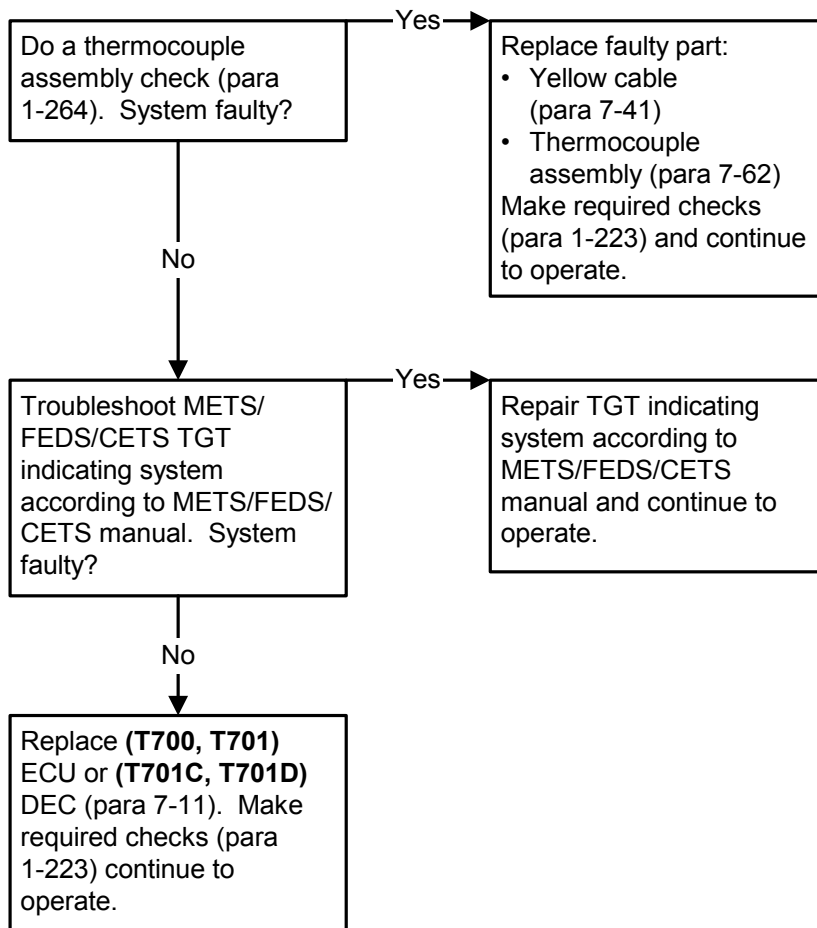 Do a thermocouple
assembly check (para
1-264).  System faulty?
Yes
Replace faulty part:
• Yellow cable
(para 7-41)
• Thermocouple
assembly (para 7-62)
Make required checks
(para 1-223) and continue
to operate.
No
Troubleshoot METS/
FEDS/CETS TGT
indicating system
according to METS/FEDS/
CETS manual.  System
faulty?
Yes
Repair TGT indicating
system according to
METS/FEDS/CETS
manual and continue to
operate.
No
Replace (T700, T701)
ECU or (T701C, T701D)
DEC (para 7-11).  Make
required checks (para
1-223) continue to
operate.